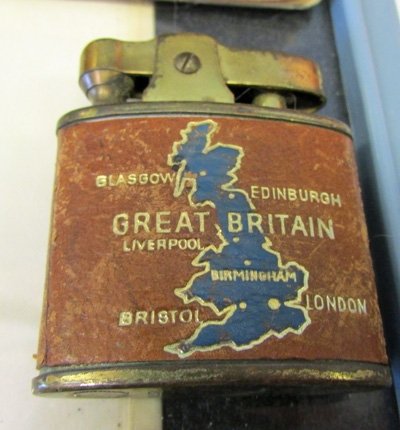 GLASGOW
EDINBURGH
GREAT BRITAIN
LIVERPOOL
BIRMINGHAM
LONDON
BRISTOL